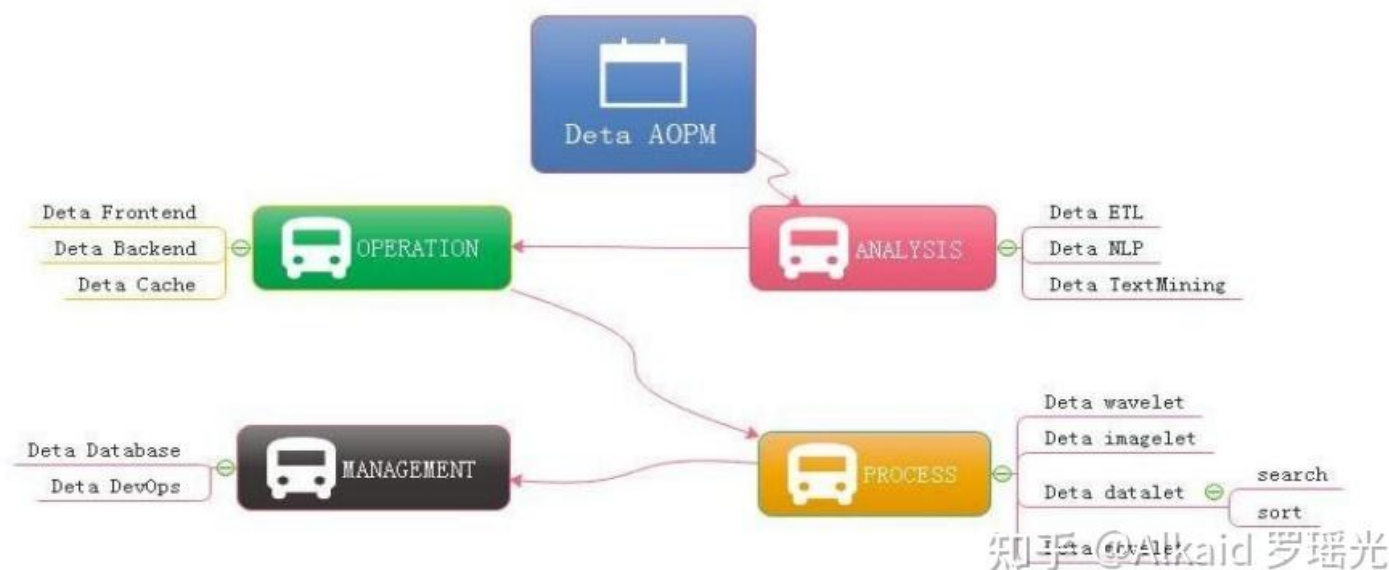 Deta AOPM
Deta Frontend
Deta Backend
Deta Cache
OPERATION
ANALYSIS
Deta ETL
Deta NLP
Deta TextMining
Deta Database
Deta DevOps
MANAGEMENT
PROCESS
Deta wavelet
Deta imagelet
Deta datalet
search
sort
Deta
知乎 @Alkaid 罗瑶光